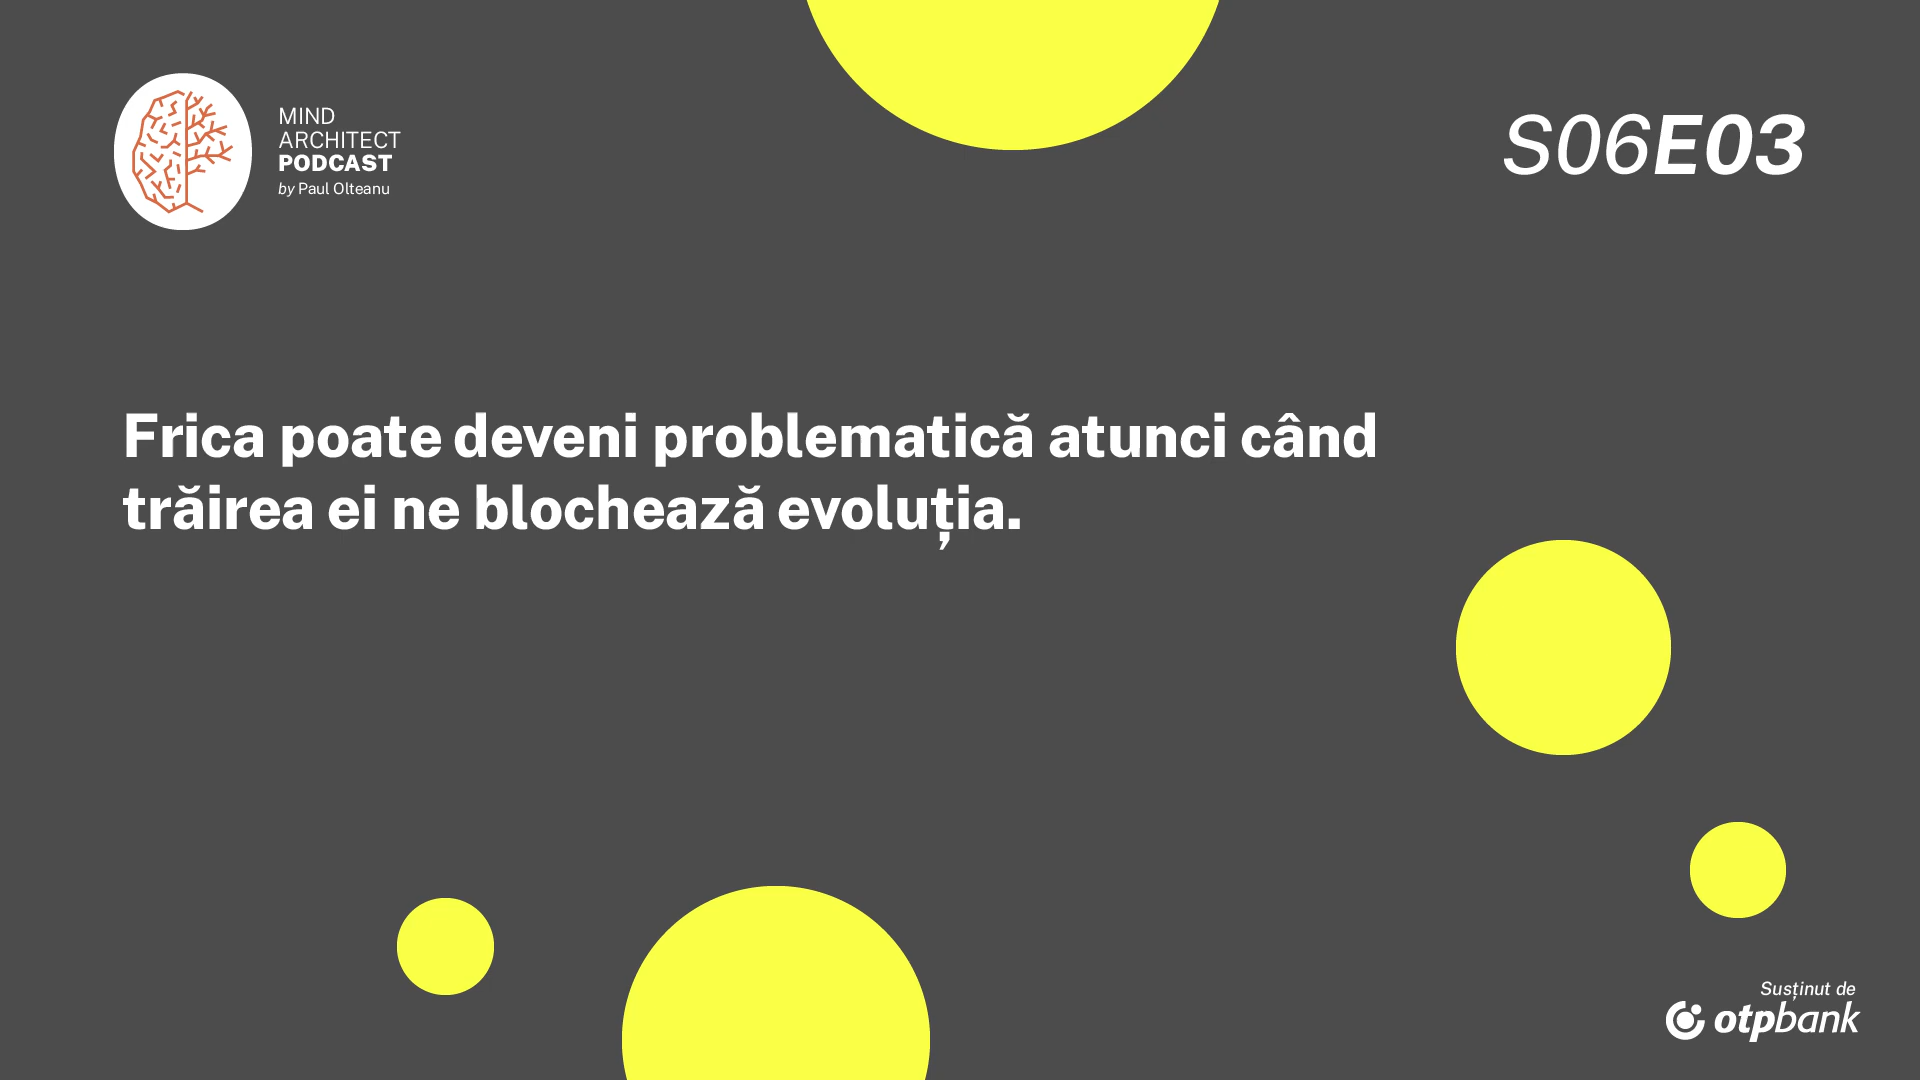 MIND
ARCHITECT
PODCAST
by Paul Olteanu
S06E03
Frica poate deveni problematică atunci când
trăirea ei ne blochează evoluția.
Susținut de
otpbank